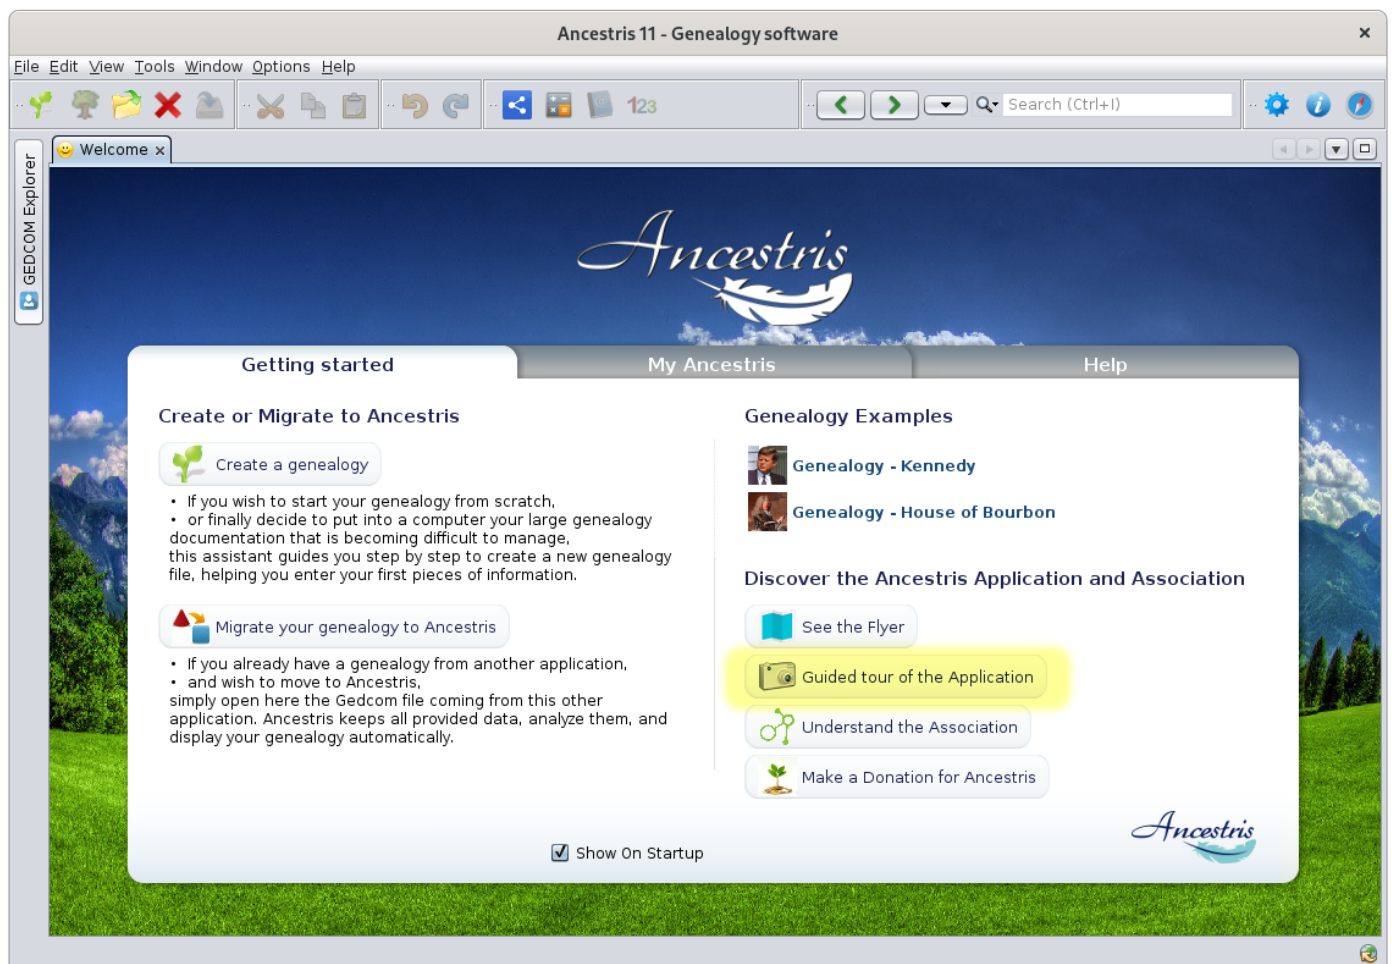 Ancestris 11 - Genealogy software
File Edit View Tools Window Options Help
123
Search (Ctrl+I)
Welcome
GEDCOM Explorer
Ancestris
Getting started
My Ancestris
Help
Create or Migrate to Ancestris
Create a genealogy
• If you wish to start your genealogy from scratch,
• or finally decide to put into a computer your large genealogy
documentation that is becoming difficult to manage,
this assistant guides you step by step to create a new genealogy
file, helping you enter your first pieces of information.
Migrate your genealogy to Ancestris
• If you already have a genealogy from another application,
• and wish to move to Ancestris,
simply open here the Gedcom file coming from this other
application. Ancestris keeps all provided data, analyze them, and
display your genealogy automatically.
Genealogy Examples
Genealogy - Kennedy
Genealogy - House of Bourbon
Discover the Ancestris Application and Association
See the Flyer
Guided tour of the Application
Understand the Association
Make a Donation for Ancestris
Ancestris
Show On Startup